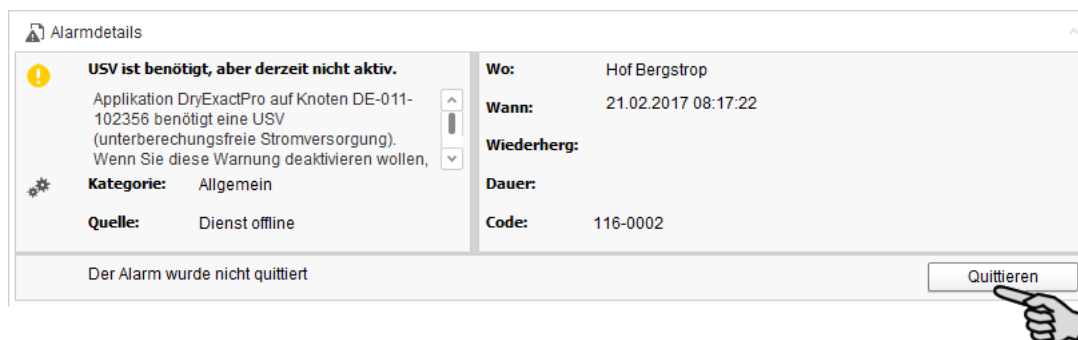 Alarmdetails
USV ist benötigt, aber derzeit nicht aktiv.
Applikation DryExactPro auf Knoten DE-011-
102356 benötigt eine USV
(unterberechungsfreie Stromversorgung).
Wenn Sie diese Warnung deaktivieren wollen,
Kategorie: Allgemein
Quelle: Dienst offline
Wo: Hof Bergstrop
Wann: 21.02.2017 08:17:22
Wiederherg:
Dauer:
Code: 116-0002
Der Alarm wurde nicht quittiert
Quittieren